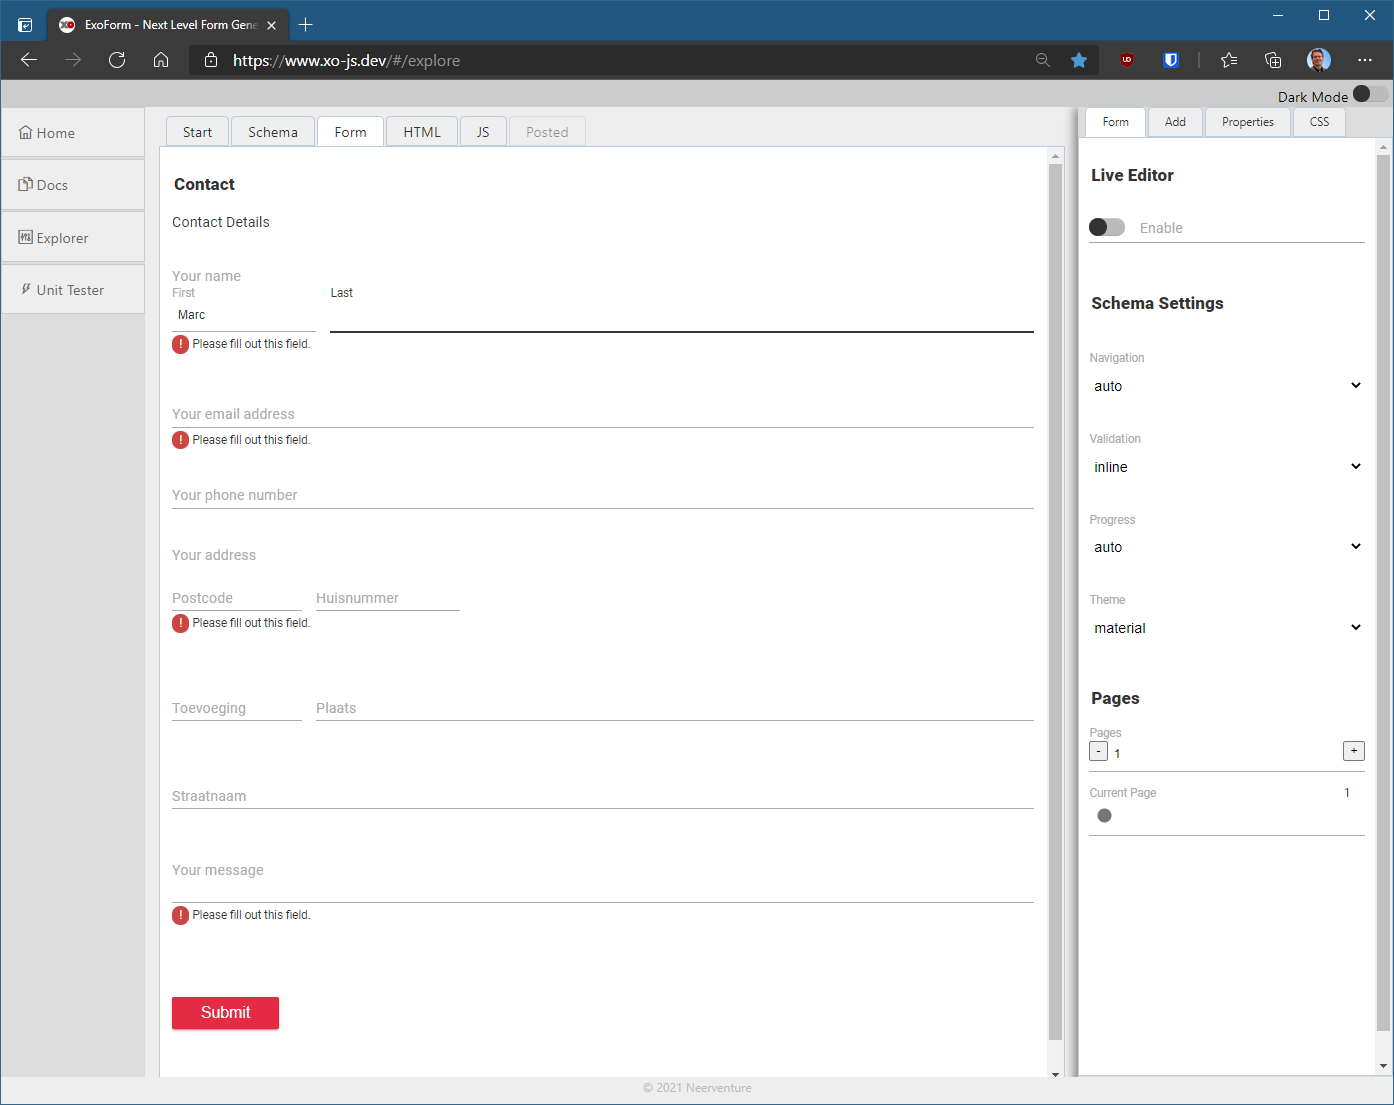 ExoForm - Next Level Form Gene
https://www.xo-js.dev/#/explore
Dark Mode
Home
Docs
Explorer
Unit Tester
Start Schema Form HTML JS Posted
Contact
Contact Details
Your name
First Last
Marc
! Please fill out this field.
Your email address
! Please fill out this field.
Your phone number
Your address
Postcode Huisnummer
! Please fill out this field.
Toevoeging Plaats
Straatnaam
Your message
! Please fill out this field.
Submit
Form Add Properties CSS
Live Editor
Enable
Schema Settings
Navigation
auto
Validation
inline
Progress
auto
Theme
material
Pages
Pages
- 1 +
Current Page 1
© 2021 Neerventure